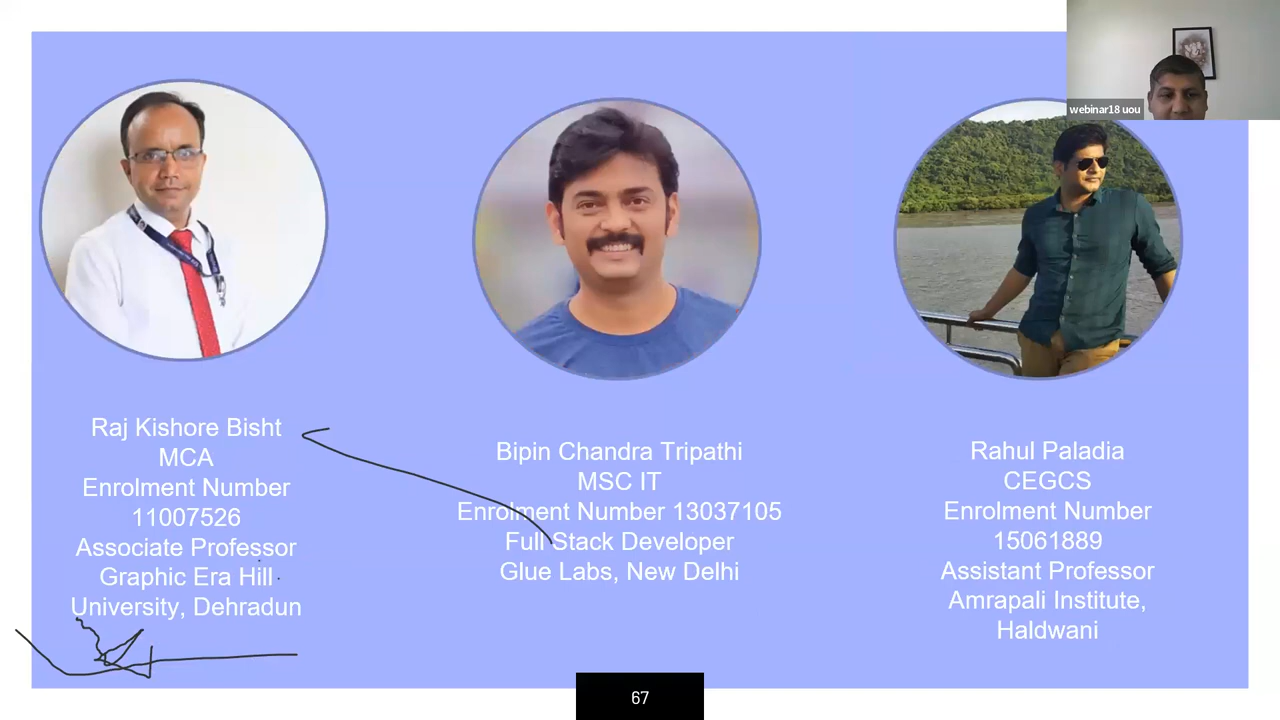 webinar18 uou
Raj Kishore Bisht
MCA
Enrolment Number
11007526
Associate Professor
Graphic Era Hill
University, Dehradun
Bipin Chandra Tripathi
MSC IT
Enrolment Number 13037105
Full Stack Developer
Glue Labs, New Delhi
Rahul Paladia
CEGCS
Enrolment Number
15061889
Assistant Professor
Amrapali Institute,
Haldwani
67